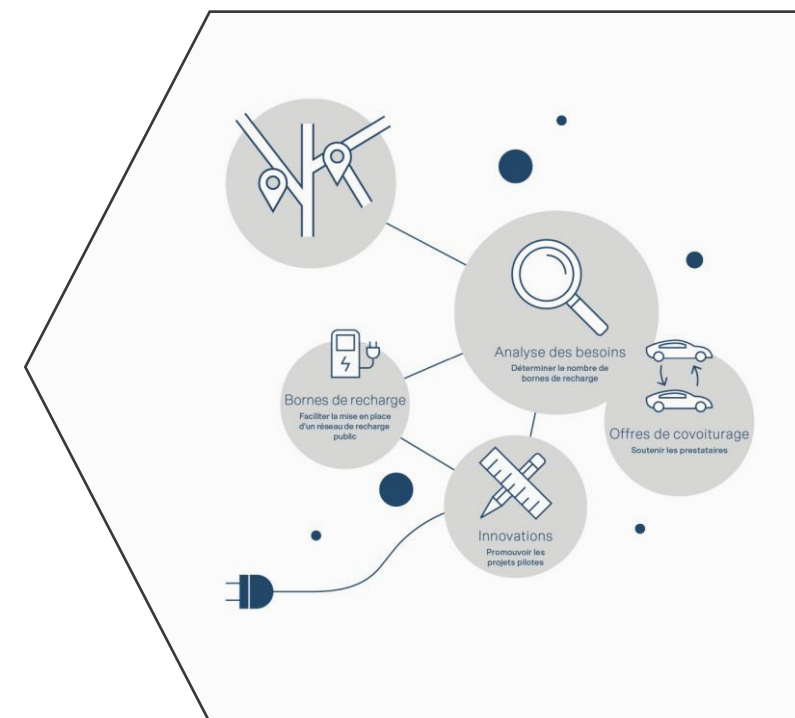 Analyse des besoins
Déterminer le nombre de
bornes de recharge
Bornes de recharge
Faciliter la mise en place
d'un réseau de recharge
public
Offres de covoiturage
Soutenir les prestataires
Innovations
Promouvoir les
projets pilotes